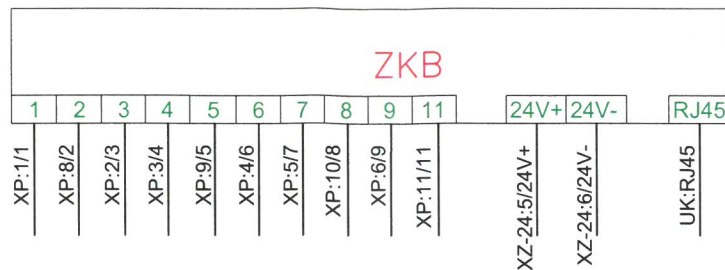 ZKB
1 2 3 4 5 6 7 8 9 11 24V+ 24V- RJ45
XP:1/1
XP:8/2
XP:2/3
XP:3/4
XP:9/5
XP:4/6
XP:5/7
XP:10/8
XP:6/9
XP:11/11
XZ-24:5/24V+
XZ-24:6/24V-
UK:RJ45